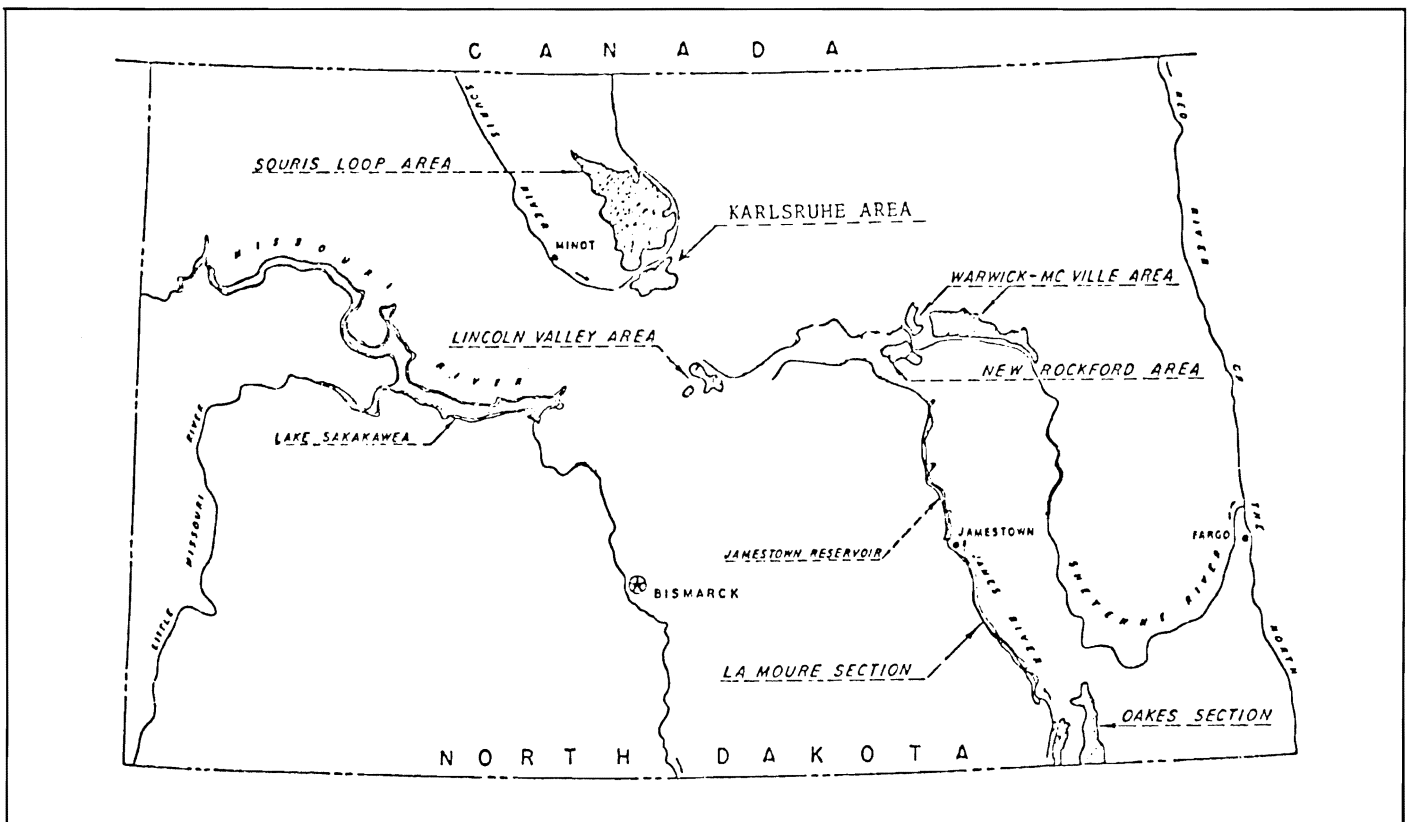 CANADA
SOURIS
RIVER
RED
RIVER
OF
THE
NORTH
SOURIS LOOP AREA
KARLSRUHE AREA
MINOT
MISSOURI
RIVER
WARWICK-MC VILLE AREA
LINCOLN VALLEY AREA
NEW ROCKFORD AREA
LAKE SAKAKAWEA
LITTLE
MISSOURI
RIVER
JAMESTOWN RESERVOIR
JAMESTOWN
FARGO
BISMARCK
JAMES RIVER
SHEYENNE RIVER
LA MOURE SECTION
OAKES SECTION
NORTH DAKOTA